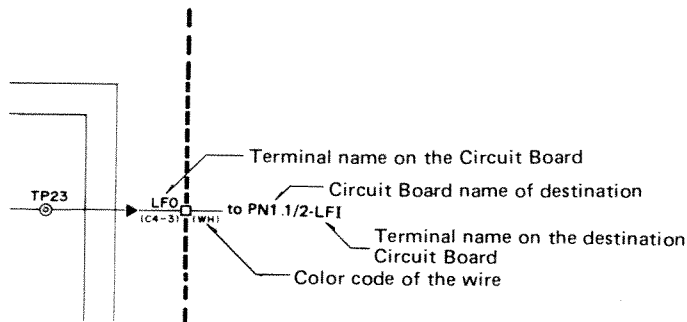 Terminal name on the Circuit Board
TP23
LFO
Circuit Board name of destination
to PN1.1/2-LFI
(C4-3)
(WH)
Terminal name on the destination
Circuit Board
Color code of the wire